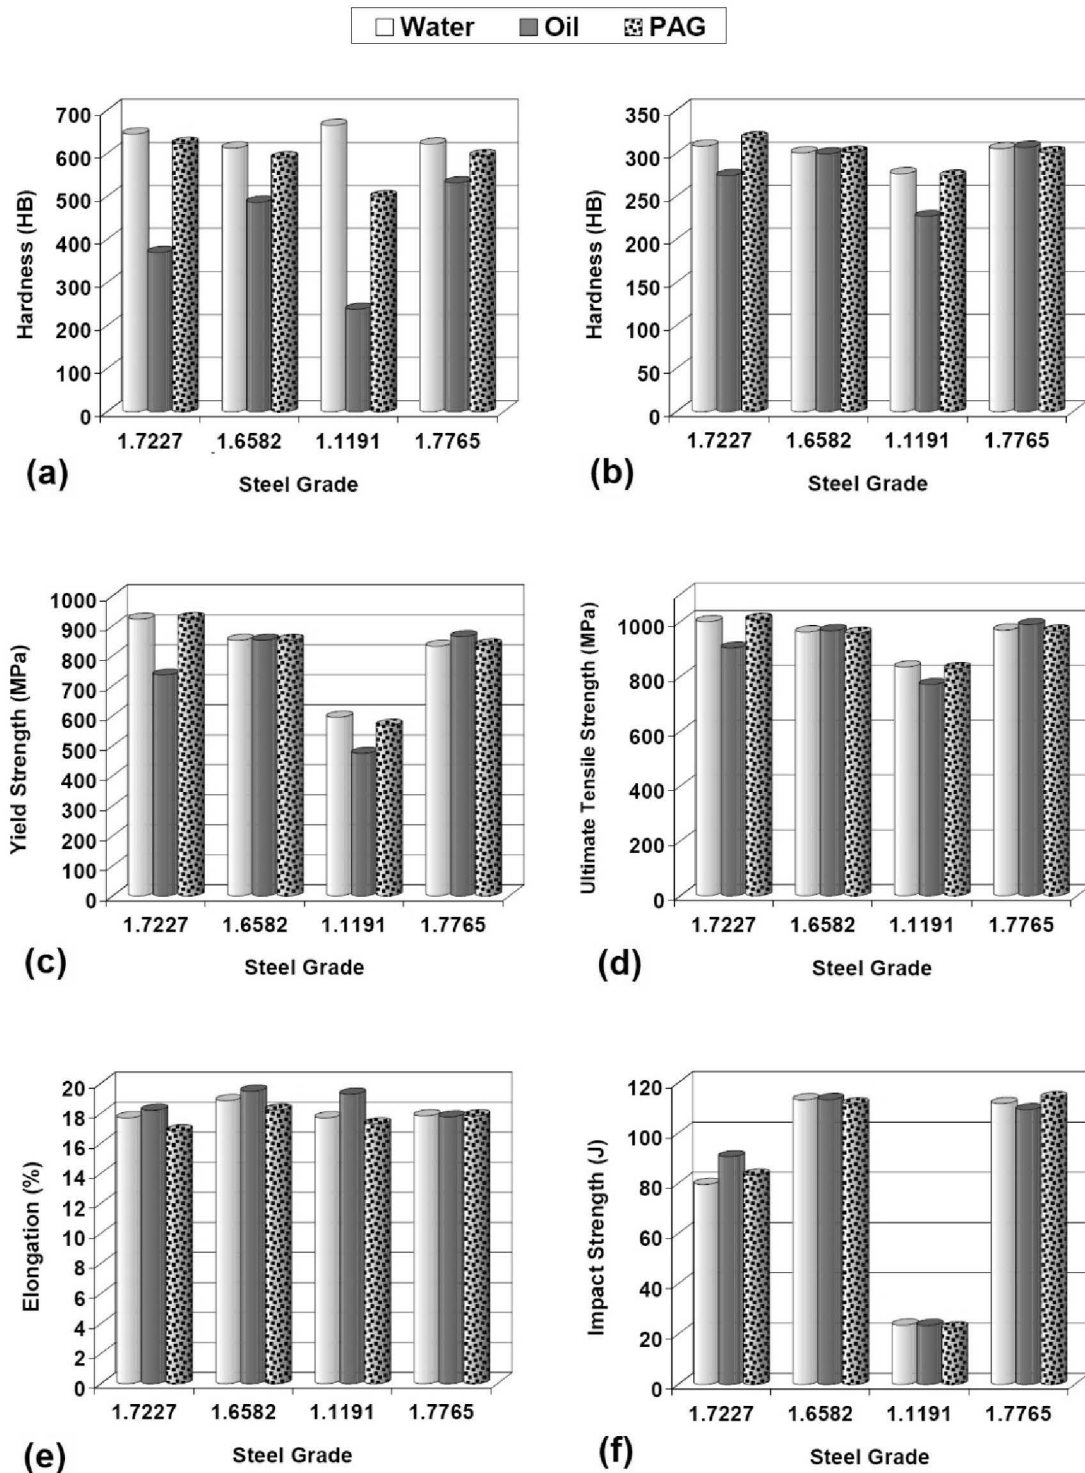 Water Oil PAG
700
600
500
400
300
200
100
0
Hardness (HB)
1.7227 1.6582 1.1191 1.7765
(a)
Steel Grade
350
300
250
200
150
100
50
0
Hardness (HB)
1.7227 1.6582 1.1191 1.7765
(b)
Steel Grade
1000
900
800
700
600
500
400
300
200
100
0
Yield Strength (MPa)
1.7227 1.6582 1.1191 1.7765
(c)
Steel Grade
1000
800
600
400
200
0
Ultimate Tensile Strength (MPa)
1.7227 1.6582 1.1191 1.7765
(d)
Steel Grade
20
18
16
14
12
10
8
6
4
2
0
Elongation (%)
1.7227 1.6582 1.1191 1.7765
(e)
Steel Grade
120
100
80
60
40
20
0
Impact Strength (J)
1.7227 1.6582 1.1191 1.7765
(f)
Steel Grade